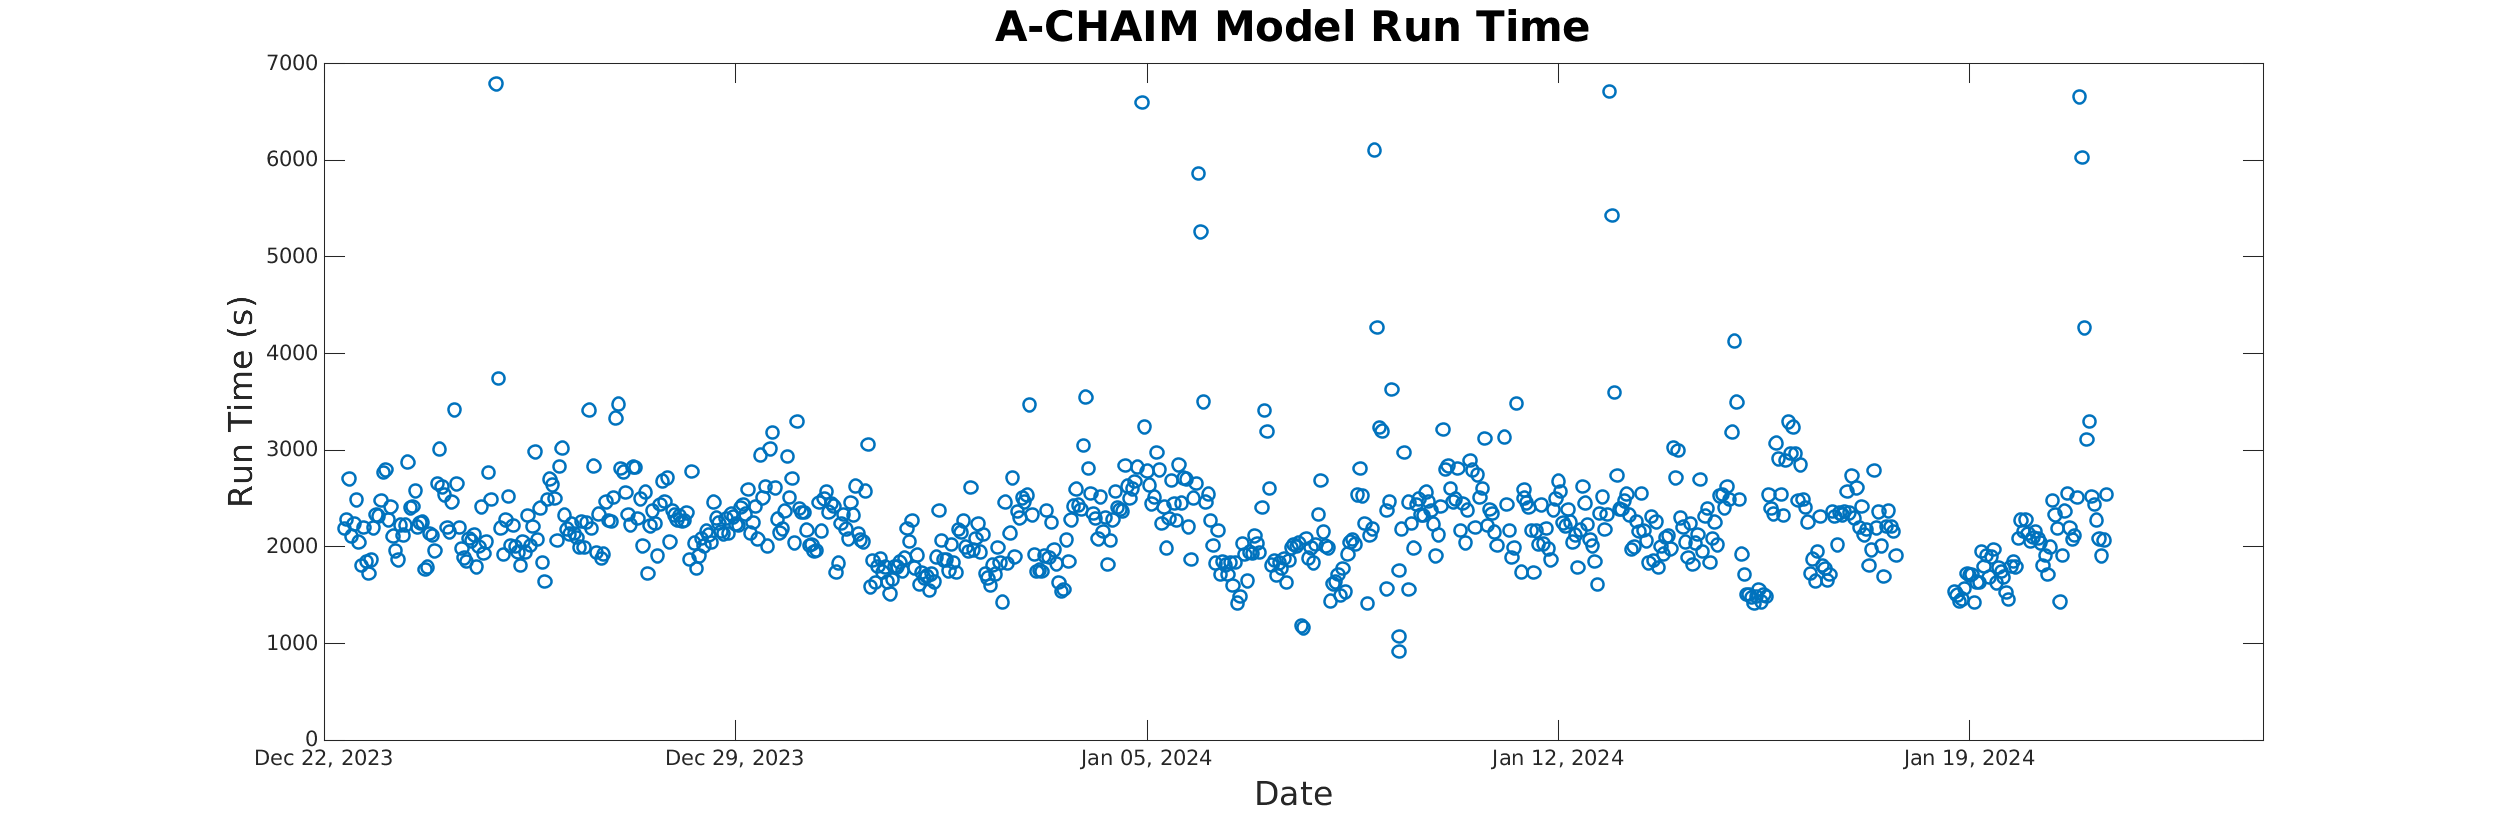 A-CHAIM Model Run Time
7000
6000
5000
4000
3000
2000
1000
0
Run Time (s)
Dec 22, 2023 Dec 29, 2023 Jan 05, 2024 Jan 12, 2024 Jan 19, 2024
Date